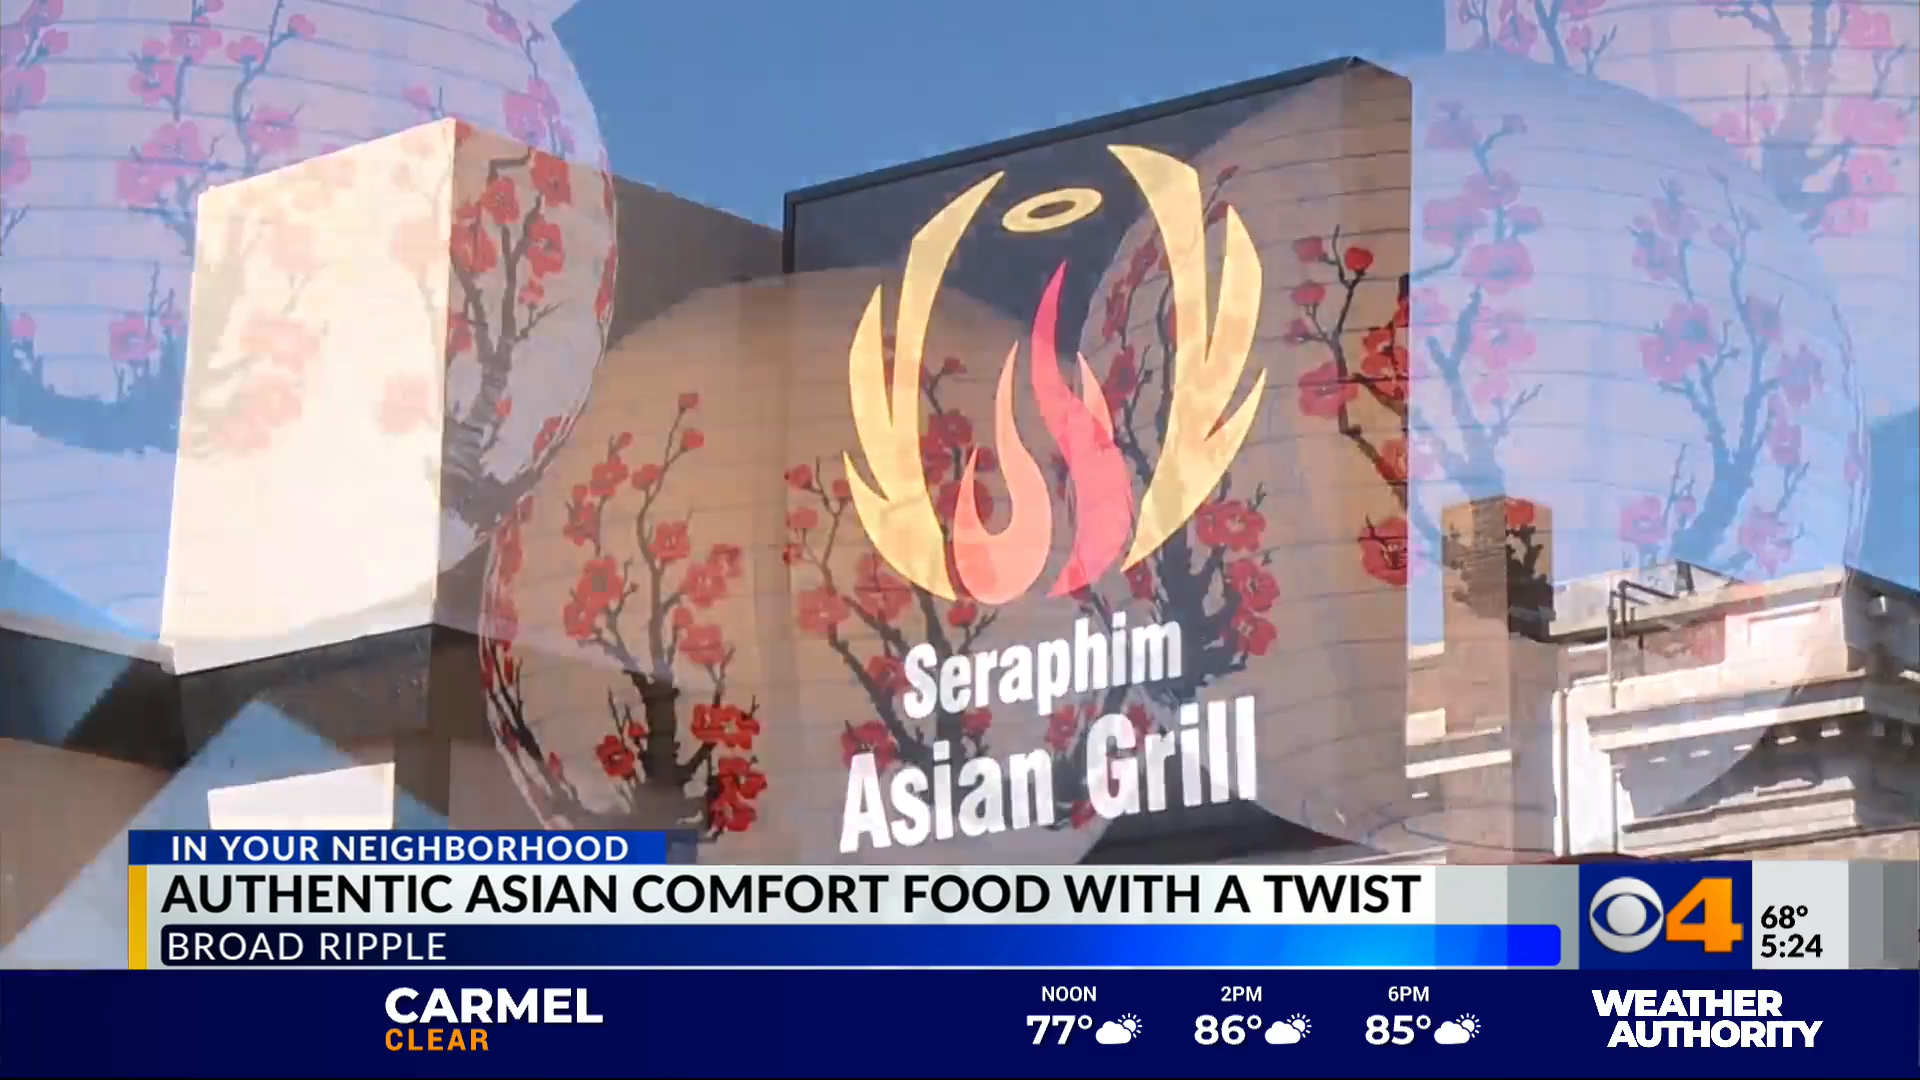 Seraphim
Asian Grill
IN YOUR NEIGHBORHOOD
AUTHENTIC ASIAN COMFORT FOOD WITH A TWIST
BROAD RIPPLE
4
68°
5:24
CARMEL
CLEAR
NOON 2PM 6PM
77° 86° 85°
WEATHER
AUTHORITY